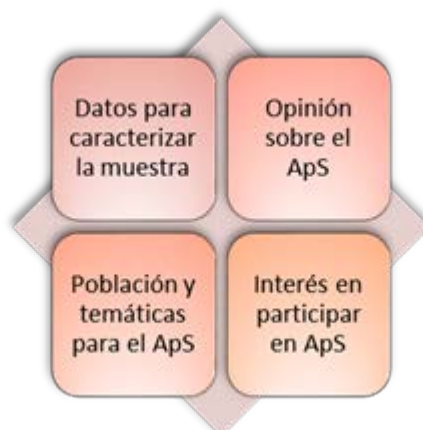 Datos para
caracterizar
la muestra
Opinión
sobre el
ApS
Población y
temáticas
para el ApS
Interés en
participar
en ApS